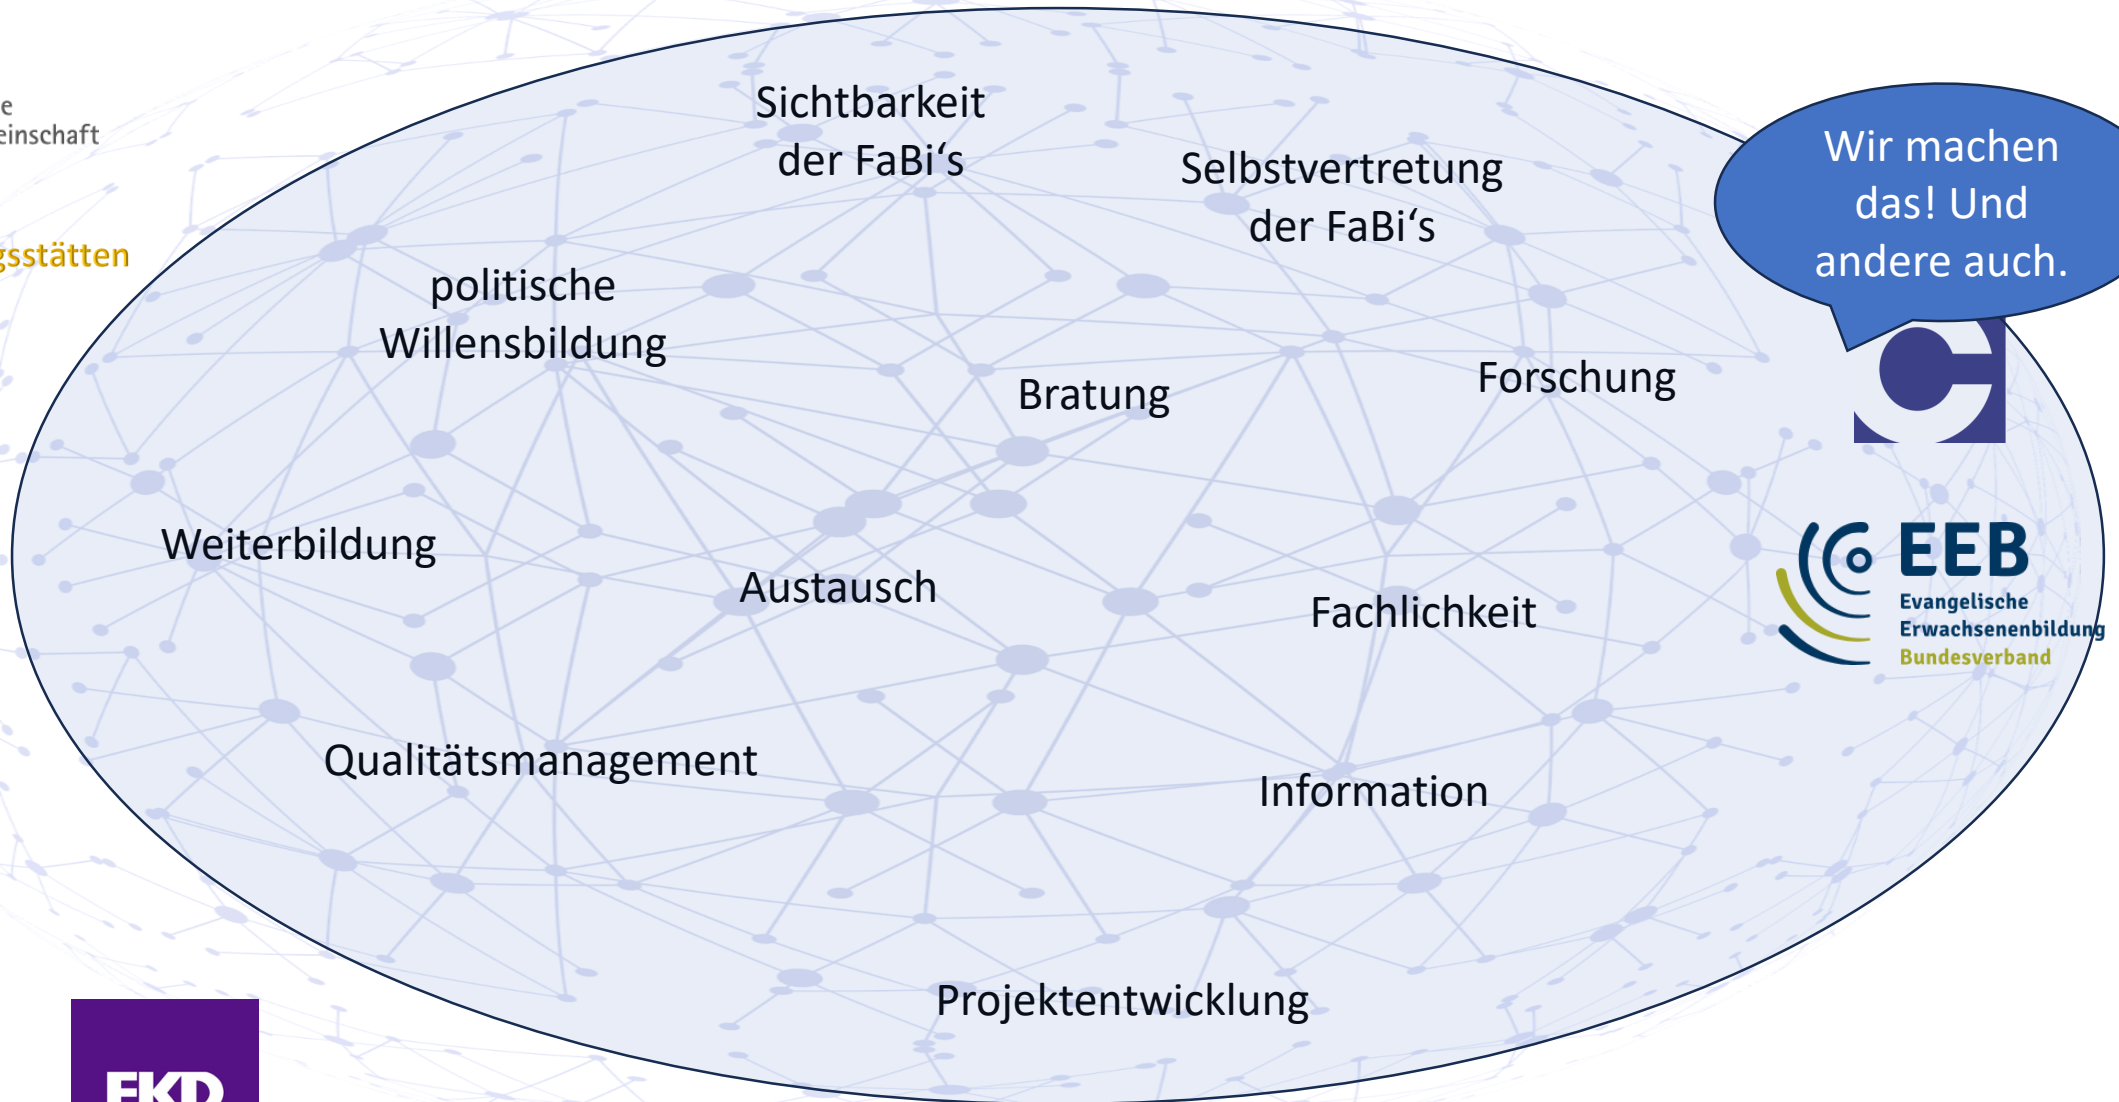 Sichtbarkeit
der FaBi‘s
einschaft
Selbstvertretung
der FaBi‘s
Wir machen
das! Und
andere auch.
gsstätten
politische
Willensbildung
Bratung
Forschung
Weiterbildung
Austausch
Fachlichkeit
EEB
Evangelische
Erwachsenenbildung
Bundesverband
Qualitätsmanagement
Information
Projektentwicklung
EKD